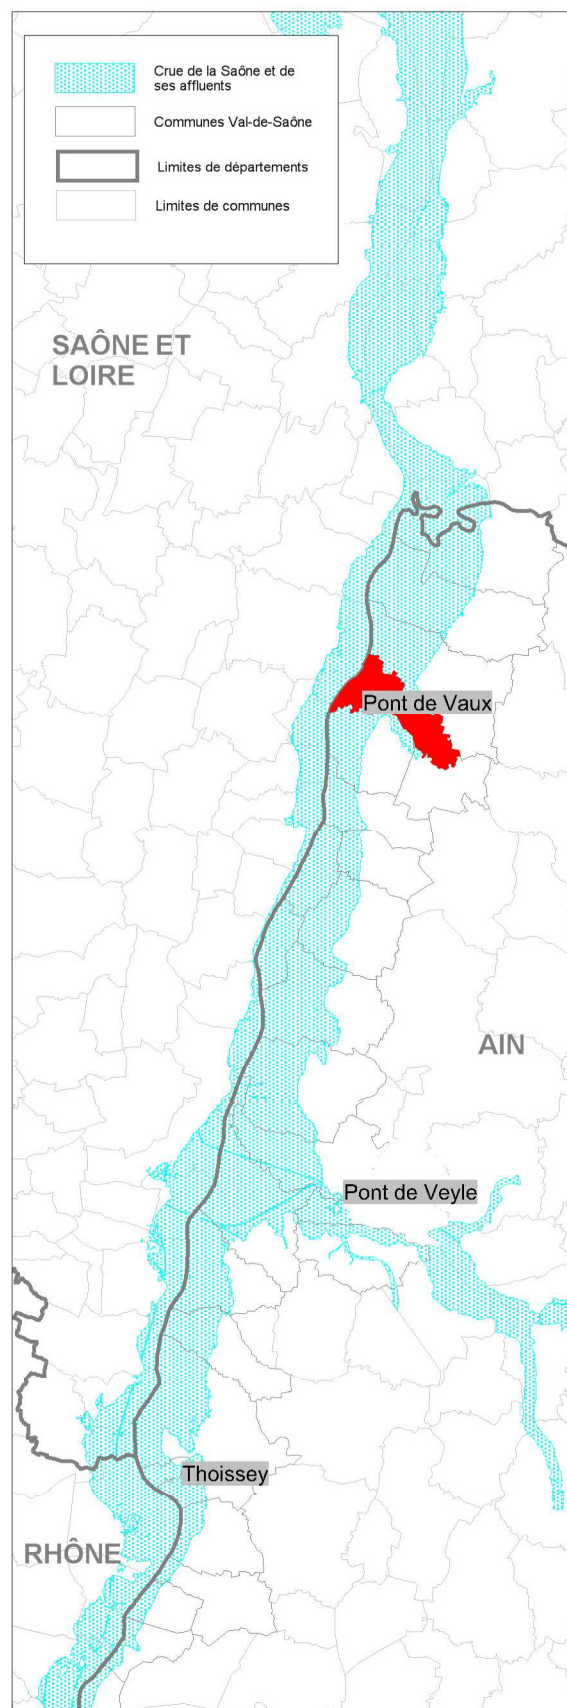 Crue de la Saône et de
ses affluents
Communes Val-de-Saône
Limites de départements
Limites de communes
SAÔNE ET
LOIRE
Pont de Vaux
AIN
Pont de Veyle
Thoissey
RHÔNE